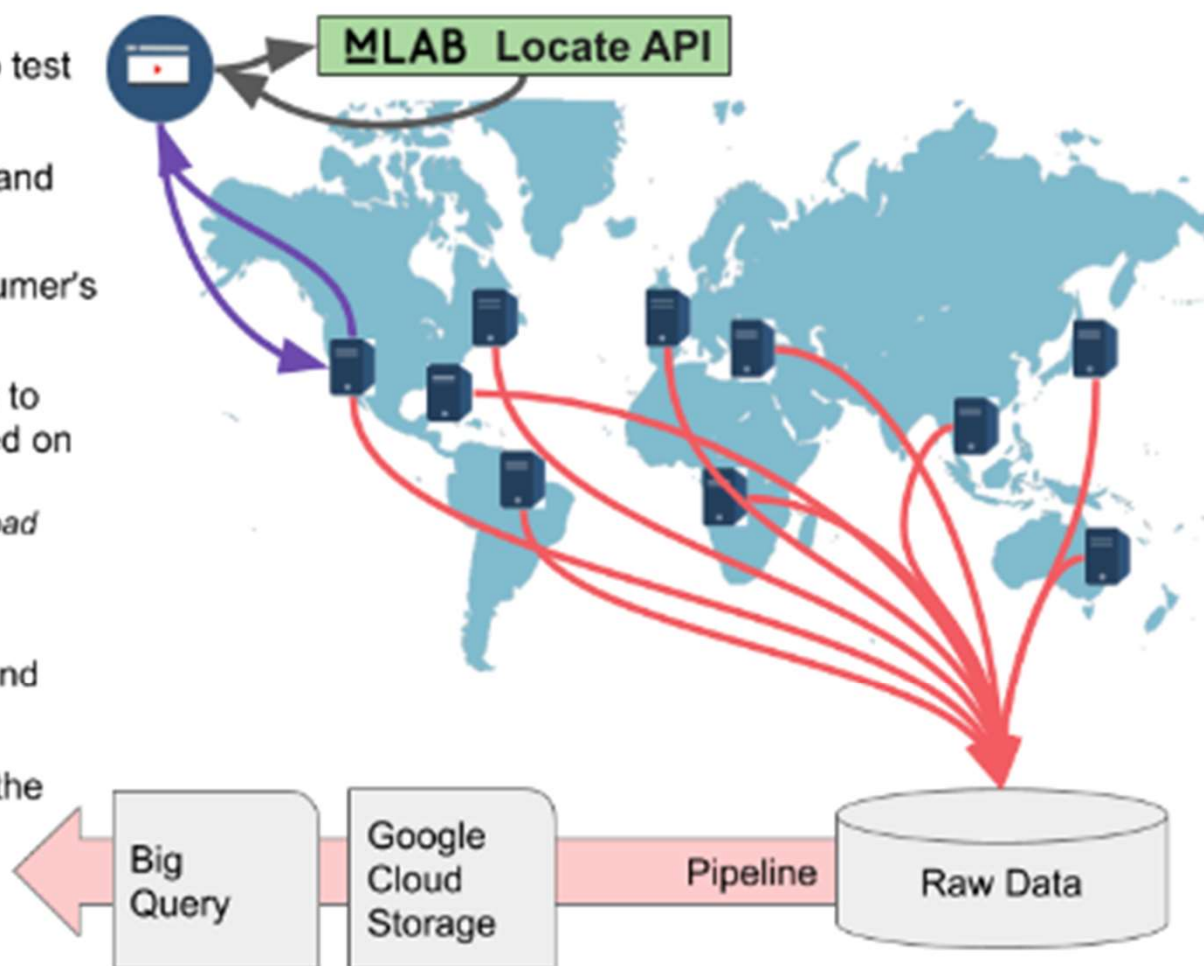 test
MLAB Locate API
and
umer's
to
ed on
oad
nd
the
Big
Query
Google
Cloud
Storage
Pipeline
Raw Data